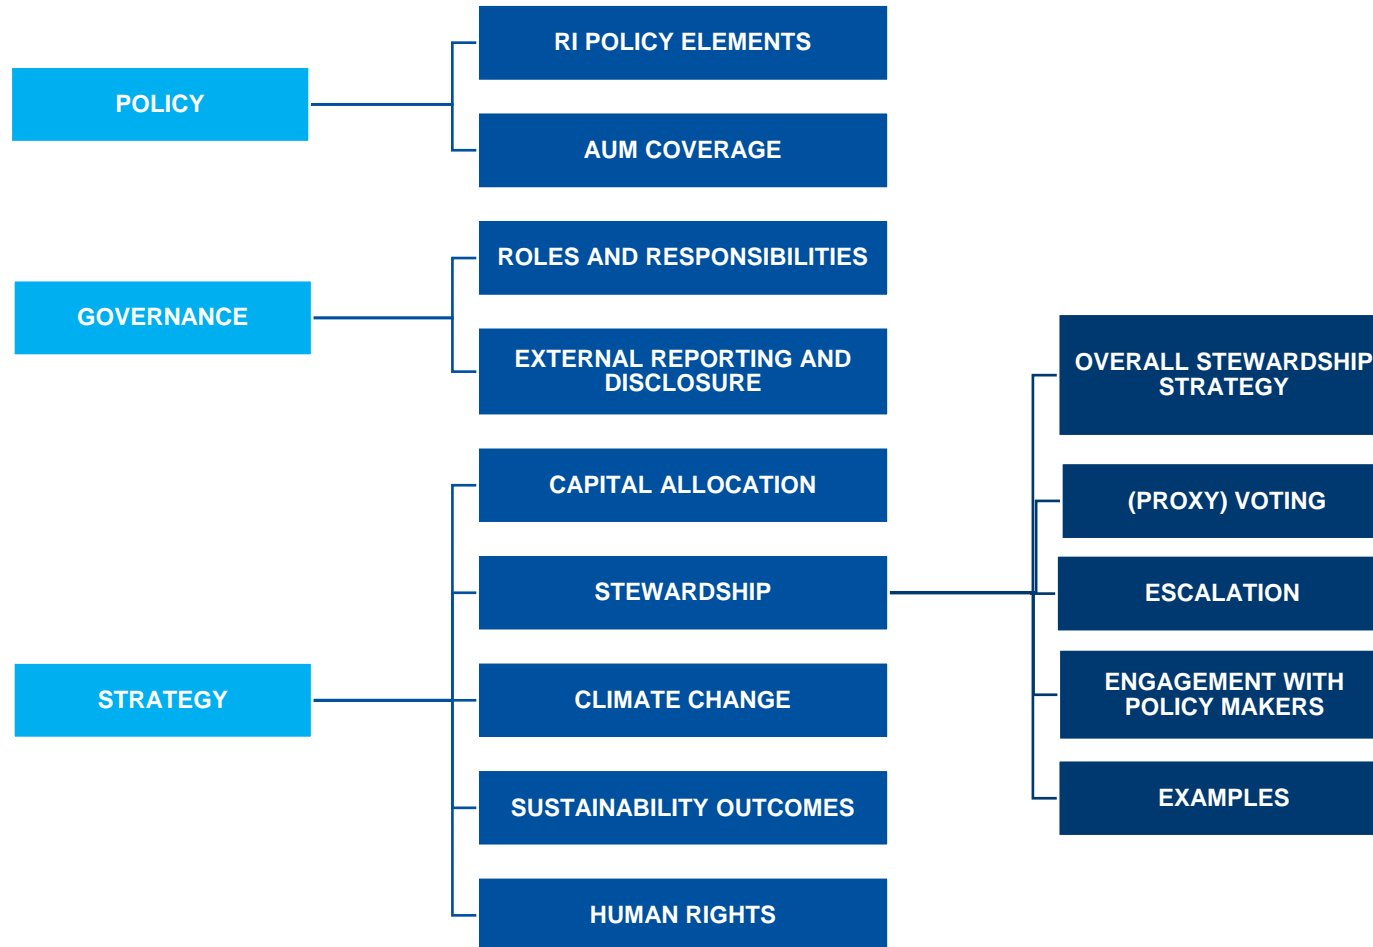 POLICY
RI POLICY ELEMENTS
AUM COVERAGE
GOVERNANCE
ROLES AND RESPONSIBILITIES
EXTERNAL REPORTING AND
DISCLOSURE
STRATEGY
CAPITAL ALLOCATION
STEWARDSHIP
CLIMATE CHANGE
SUSTAINABILITY OUTCOMES
HUMAN RIGHTS
OVERALL STEWARDSHIP
STRATEGY
(PROXY) VOTING
ESCALATION
ENGAGEMENT WITH
POLICY MAKERS
EXAMPLES